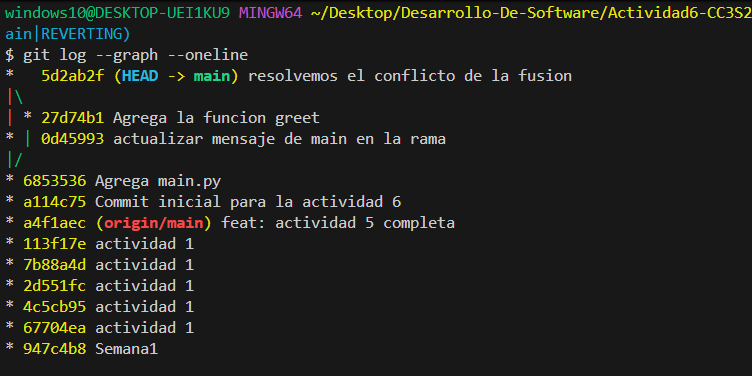 windows10@DESKTOP-UEI1KU9 MINGW64 ~/Desktop/Desarrollo-De-Software/Actividad6-CC3S2
ain|REVERTING)
$ git log --graph --oneline
*   5d2ab2f (HEAD -> main) resolvemos el conflicto de la fusion
|\
| * 27d74b1 Agrega la funcion greet
* | 0d45993 actualizar mensaje de main en la rama
|/
* 6853536 Agrega main.py
* a114c75 Commit inicial para la actividad 6
* a4f1aec (origin/main) feat: actividad 5 completa
* 113f17e actividad 1
* 7b88a4d actividad 1
* 2d551fc actividad 1
* 4c5cb95 actividad 1
* 67704ea actividad 1
* 947c4b8 Semana1